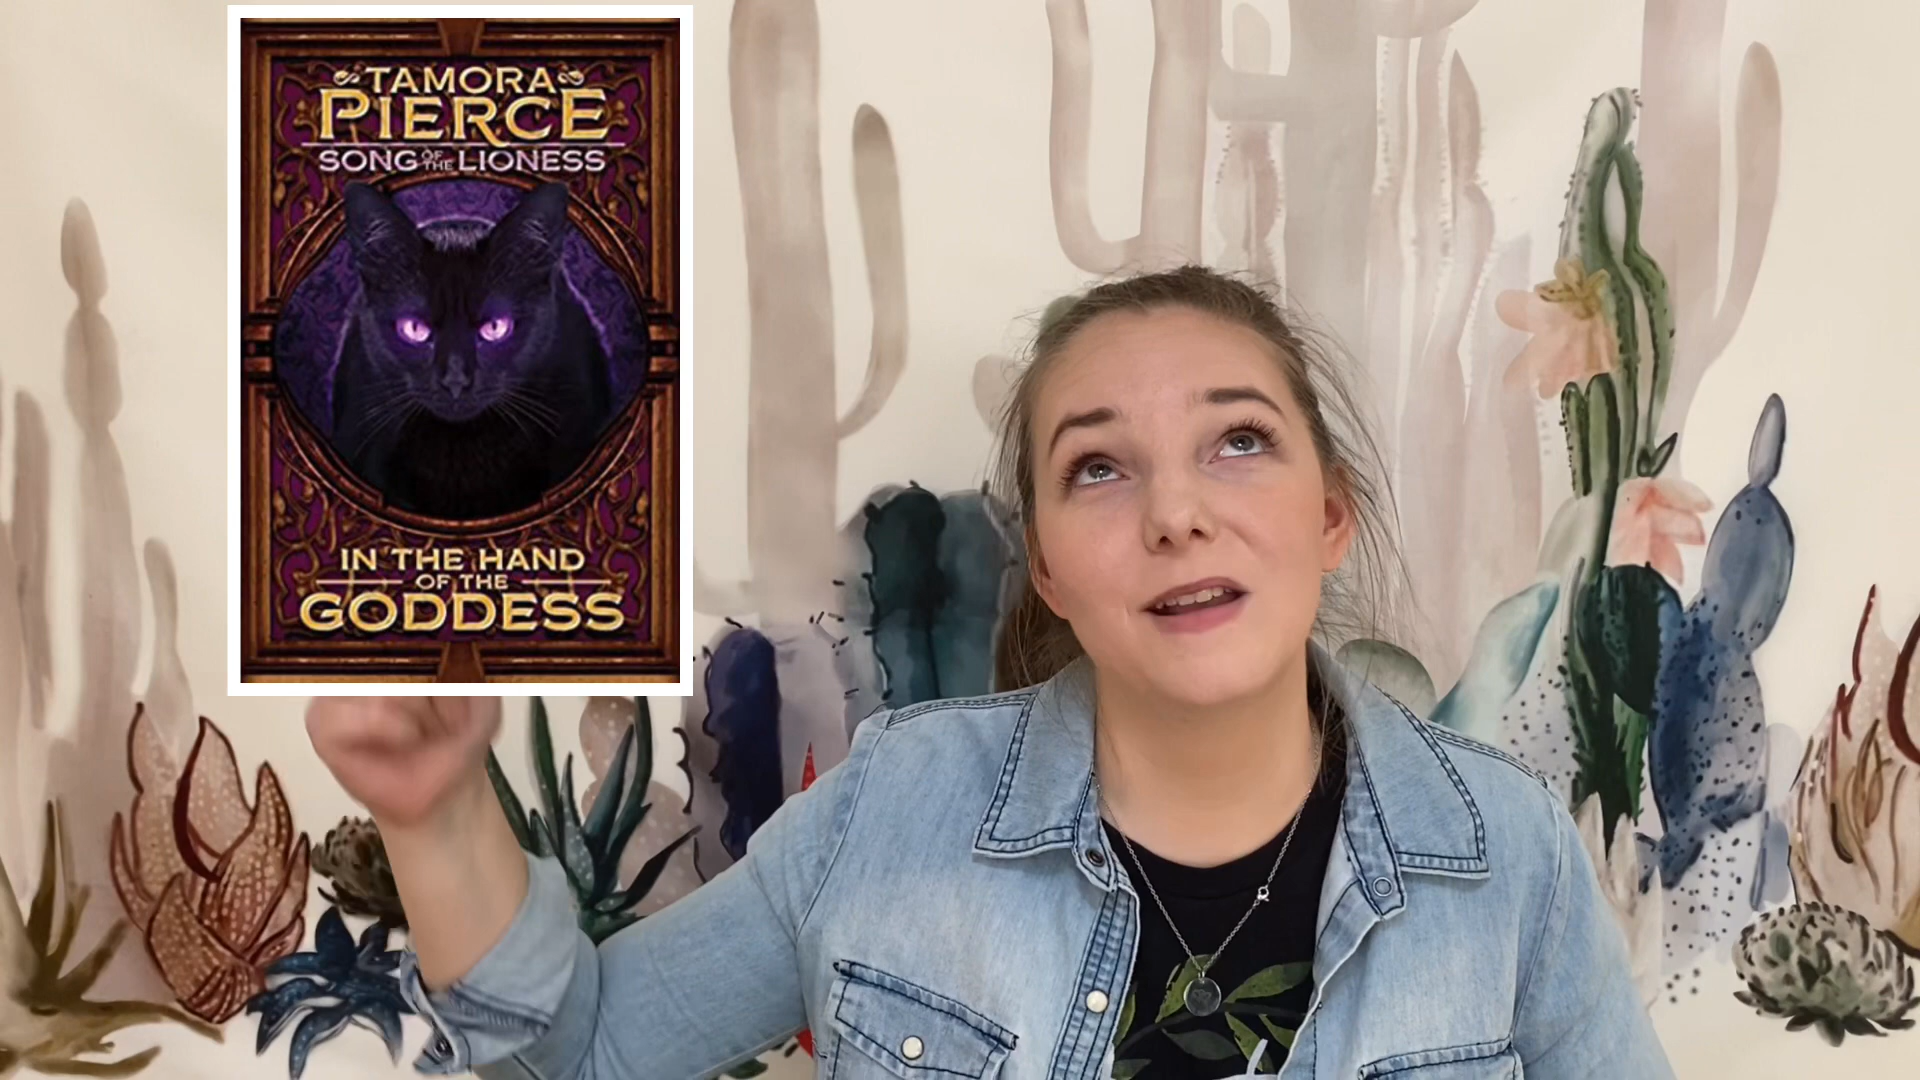 TAMORA
PIERCE
SONG OF THE LIONESS
IN THE HAND
OF THE
GODDESS